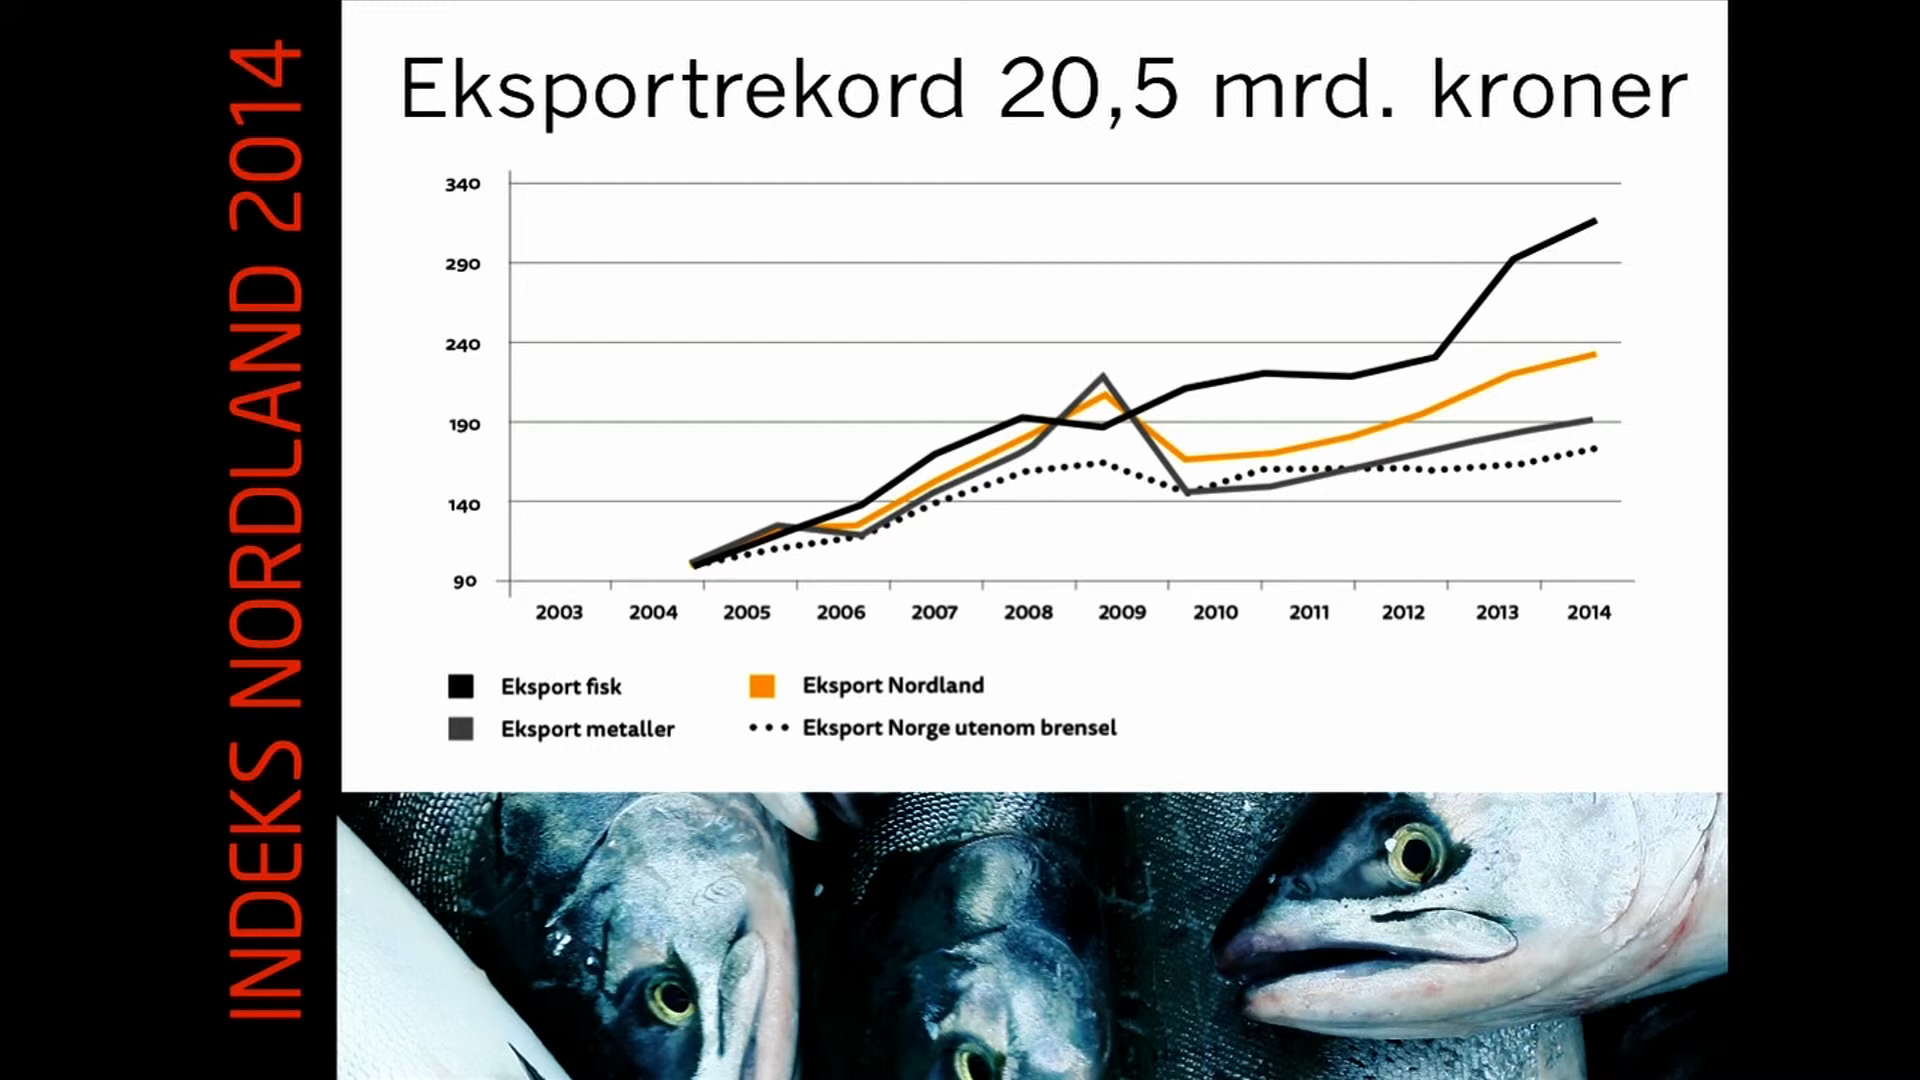 INDEKS NORDLAND 2014
Eksportrekord 20,5 mrd. kroner
340
290
240
190
140
90
2003 2004 2005 2006 2007 2008 2009 2010 2011 2012 2013 2014
Eksport fisk
Eksport Nordland
Eksport metaller
Eksport Norge utenom brensel